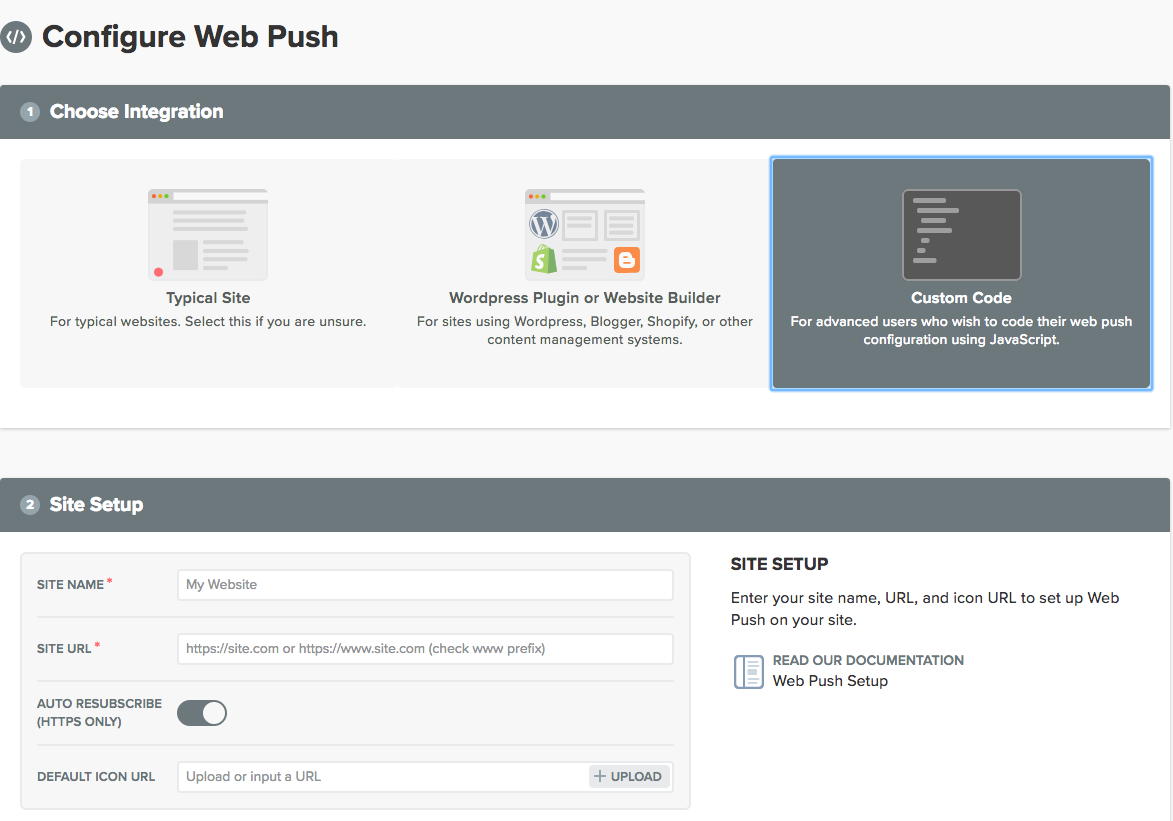 Configure Web Push
1 Choose Integration
Typical Site
For typical websites. Select this if you are unsure.
Wordpress Plugin or Website Builder
For sites using Wordpress, Blogger, Shopify, or other
content management systems.
Custom Code
For advanced users who wish to code their web push
configuration using JavaScript.
2 Site Setup
SITE NAME *
My Website
SITE URL *
https://site.com or https://www.site.com (check www prefix)
AUTO RESUBSCRIBE
(HTTPS ONLY)
DEFAULT ICON URL
Upload or input a URL
+ UPLOAD
SITE SETUP
Enter your site name, URL, and icon URL to set up Web
Push on your site.
READ OUR DOCUMENTATION
Web Push Setup